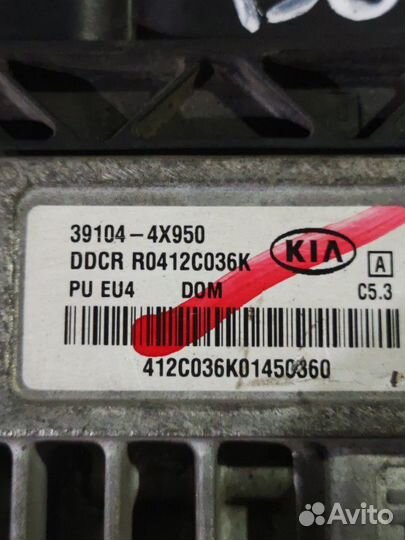 39104-4X950
DDCR R0412C036K
KIA
A
PU EU4 DOM C5.3
412C036K01450360
Avito